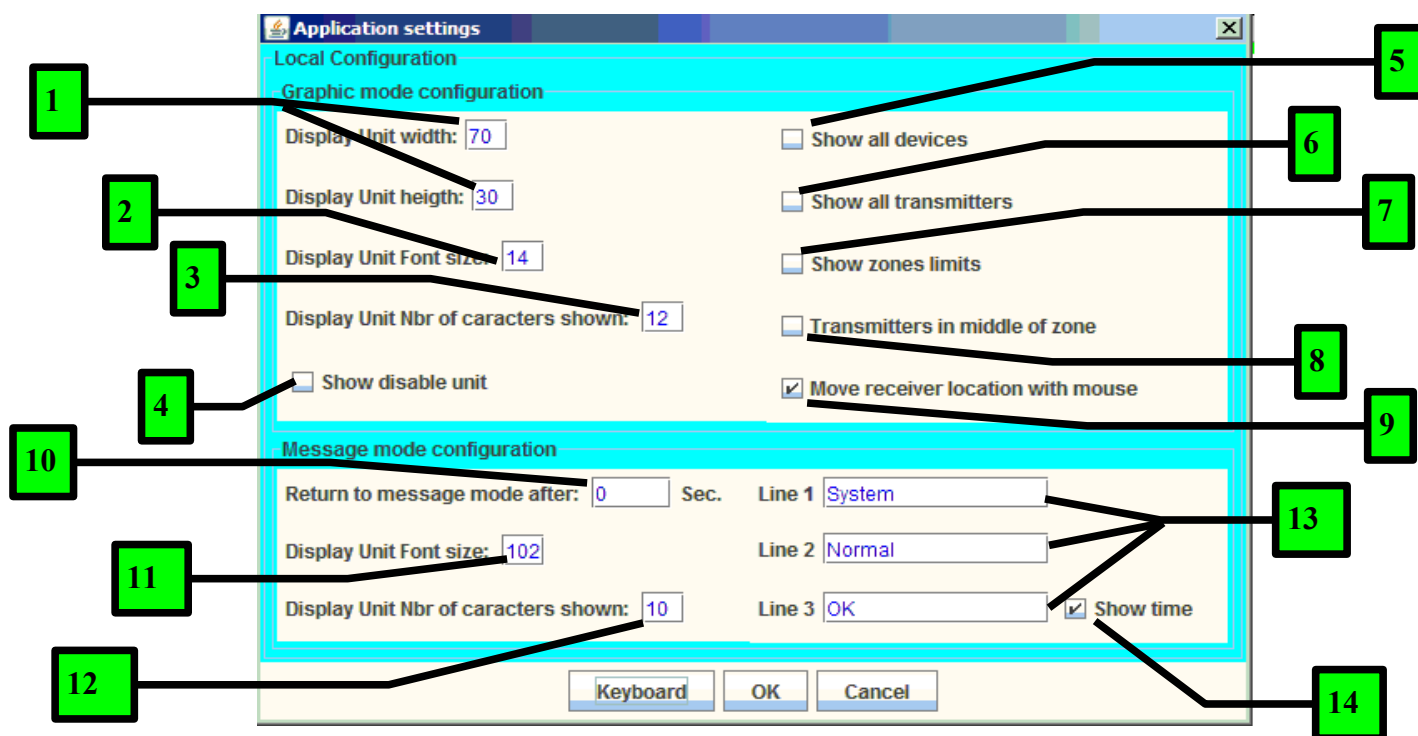 Application settings
Local Configuration
Graphic mode configuration
1
Display Unit width: 70
Show all devices
5
Display Unit heigth: 30
Show all transmitters
6
2
Display Unit Font size: 14
Show zones limits
7
3
Display Unit Nbr of caracters shown: 12
Transmitters in middle of zone
8
4
Show disable unit
Move receiver location with mouse
9
Message mode configuration
10
Return to message mode after: 0 Sec.
Line 1 System
13
11
Display Unit Font size: 102
Line 2 Normal
Display Unit Nbr of caracters shown: 10
Line 3 OK
Show time
12
14
Keyboard
OK
Cancel